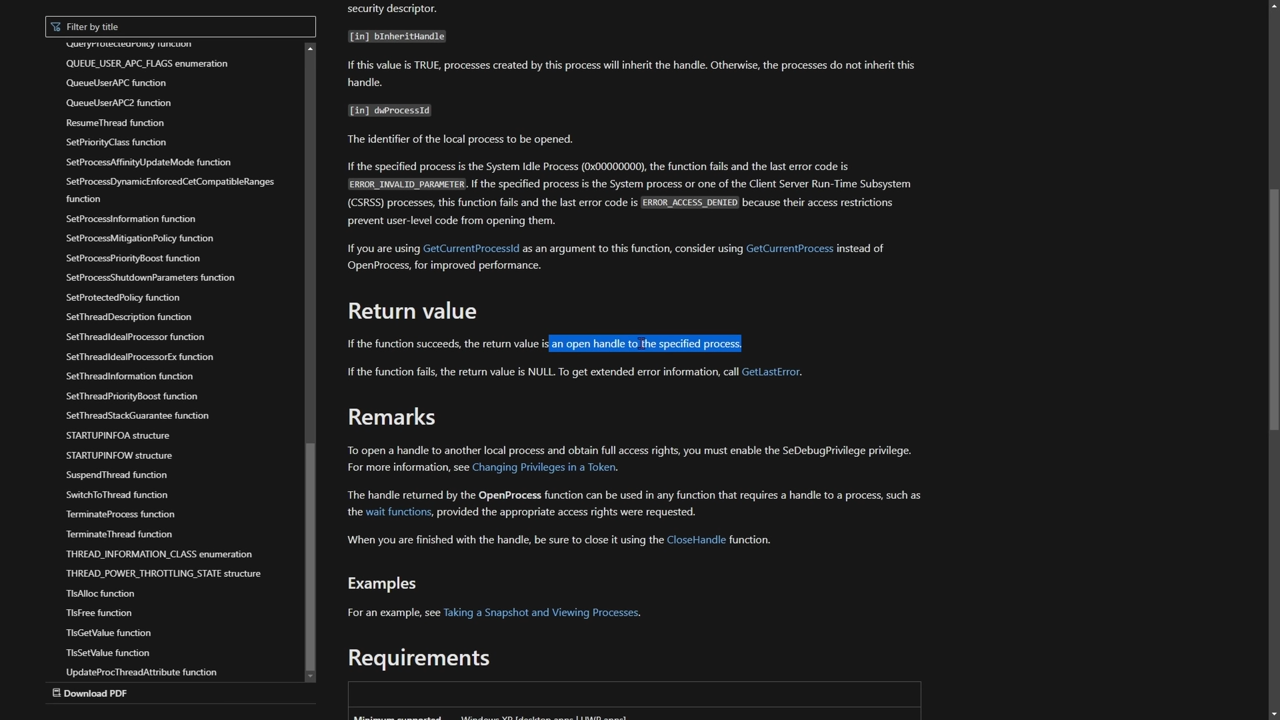 Filter by title
QueryProtectedPolicy function
QUEUE_USER_APC_FLAGS enumeration
QueueUserAPC function
QueueUserAPC2 function
ResumeThread function
SetPriorityClass function
SetProcessAffinityUpdateMode function
SetProcessDynamicEnforcedCetCompatibleRanges
function
SetProcessInformation function
SetProcessMitigationPolicy function
SetProcessPriorityBoost function
SetProcessShutdownParameters function
SetProtectedPolicy function
SetThreadDescription function
SetThreadIdealProcessor function
SetThreadIdealProcessorEx function
SetThreadInformation function
SetThreadPriorityBoost function
SetThreadStackGuarantee function
STARTUPINFOA structure
STARTUPINFOW structure
SuspendThread function
SwitchToThread function
TerminateProcess function
TerminateThread function
THREAD_INFORMATION_CLASS enumeration
THREAD_POWER_THROTTLING_STATE structure
TlsAlloc function
TlsFree function
TlsGetValue function
TlsSetValue function
UpdateProcThreadAttribute function
Download PDF
security descriptor.
[in] bInheritHandle
If this value is TRUE, processes created by this process will inherit the handle. Otherwise, the processes do not inherit this
handle.
[in] dwProcessId
The identifier of the local process to be opened.
If the specified process is the System Idle Process (0x00000000), the function fails and the last error code is
ERROR_INVALID_PARAMETER. If the specified process is the System process or one of the Client Server Run-Time Subsystem
(CSRSS) processes, this function fails and the last error code is ERROR_ACCESS_DENIED because their access restrictions
prevent user-level code from opening them.
If you are using GetCurrentProcessId as an argument to this function, consider using GetCurrentProcess instead of
OpenProcess, for improved performance.
Return value
If the function succeeds, the return value is an open handle to the specified process.
If the function fails, the return value is NULL. To get extended error information, call GetLastError.
Remarks
To open a handle to another local process and obtain full access rights, you must enable the SeDebugPrivilege privilege.
For more information, see Changing Privileges in a Token.
The handle returned by the OpenProcess function can be used in any function that requires a handle to a process, such as
the wait functions, provided the appropriate access rights were requested.
When you are finished with the handle, be sure to close it using the CloseHandle function.
Examples
For an example, see Taking a Snapshot and Viewing Processes.
Requirements
Minimum supported Windows XP [desktop apps | UWP apps]